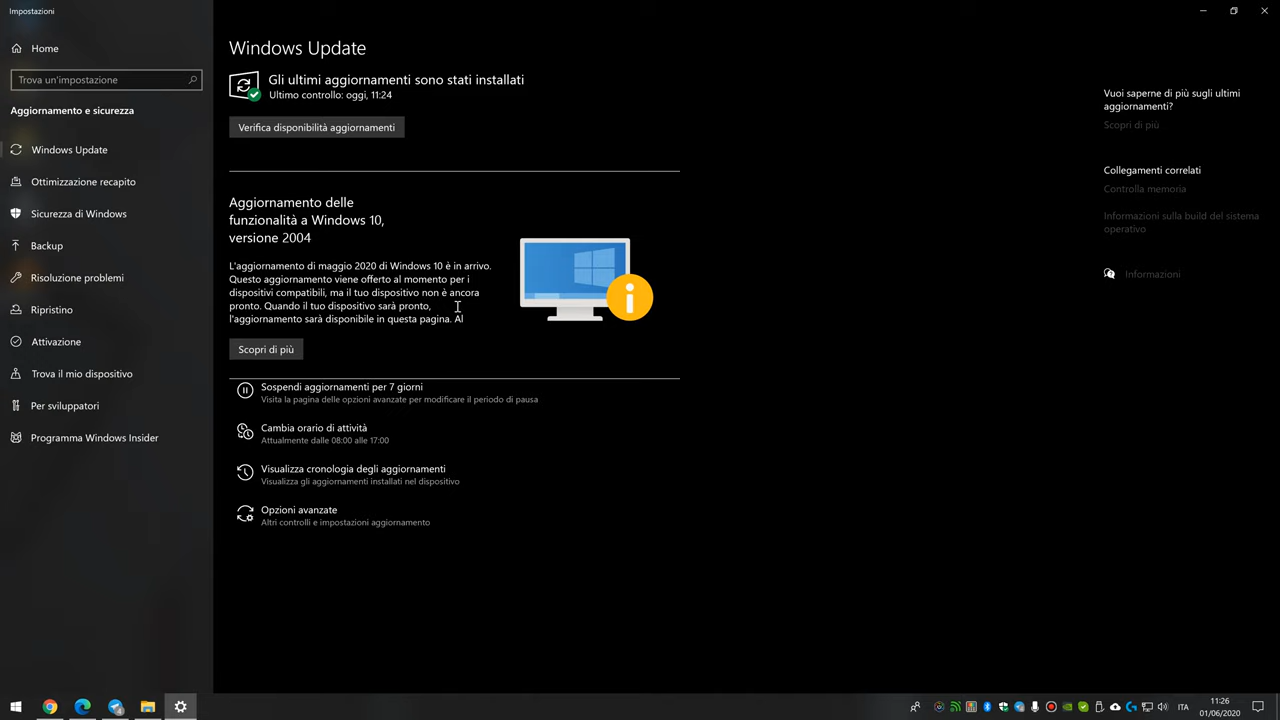 Impostazioni
Home
Trova un'impostazione
Aggiornamento e sicurezza
Windows Update
Ottimizzazione recapito
Sicurezza di Windows
Backup
Risoluzione problemi
Ripristino
Attivazione
Trova il mio dispositivo
Per sviluppatori
Programma Windows Insider
Windows Update
Gli ultimi aggiornamenti sono stati installati
Ultimo controllo: oggi, 11:24
Verifica disponibilità aggiornamenti
Aggiornamento delle
funzionalità a Windows 10,
versione 2004
L'aggiornamento di maggio 2020 di Windows 10 è in arrivo.
Questo aggiornamento viene offerto al momento per i
dispositivi compatibili, ma il tuo dispositivo non è ancora
pronto. Quando il tuo dispositivo sarà pronto,
l'aggiornamento sarà disponibile in questa pagina. Al
Scopri di più
Sospendi aggiornamenti per 7 giorni
Visita la pagina delle opzioni avanzate per modificare il periodo di pausa
Cambia orario di attività
Attualmente dalle 08:00 alle 17:00
Visualizza cronologia degli aggiornamenti
Visualizza gli aggiornamenti installati nel dispositivo
Opzioni avanzate
Altri controlli e impostazioni aggiornamento
Vuoi saperne di più sugli ultimi
aggiornamenti?
Scopri di più
Collegamenti correlati
Controlla memoria
Informazioni sulla build del sistema
operativo
Informazioni
ITA
11:26
01/06/2020